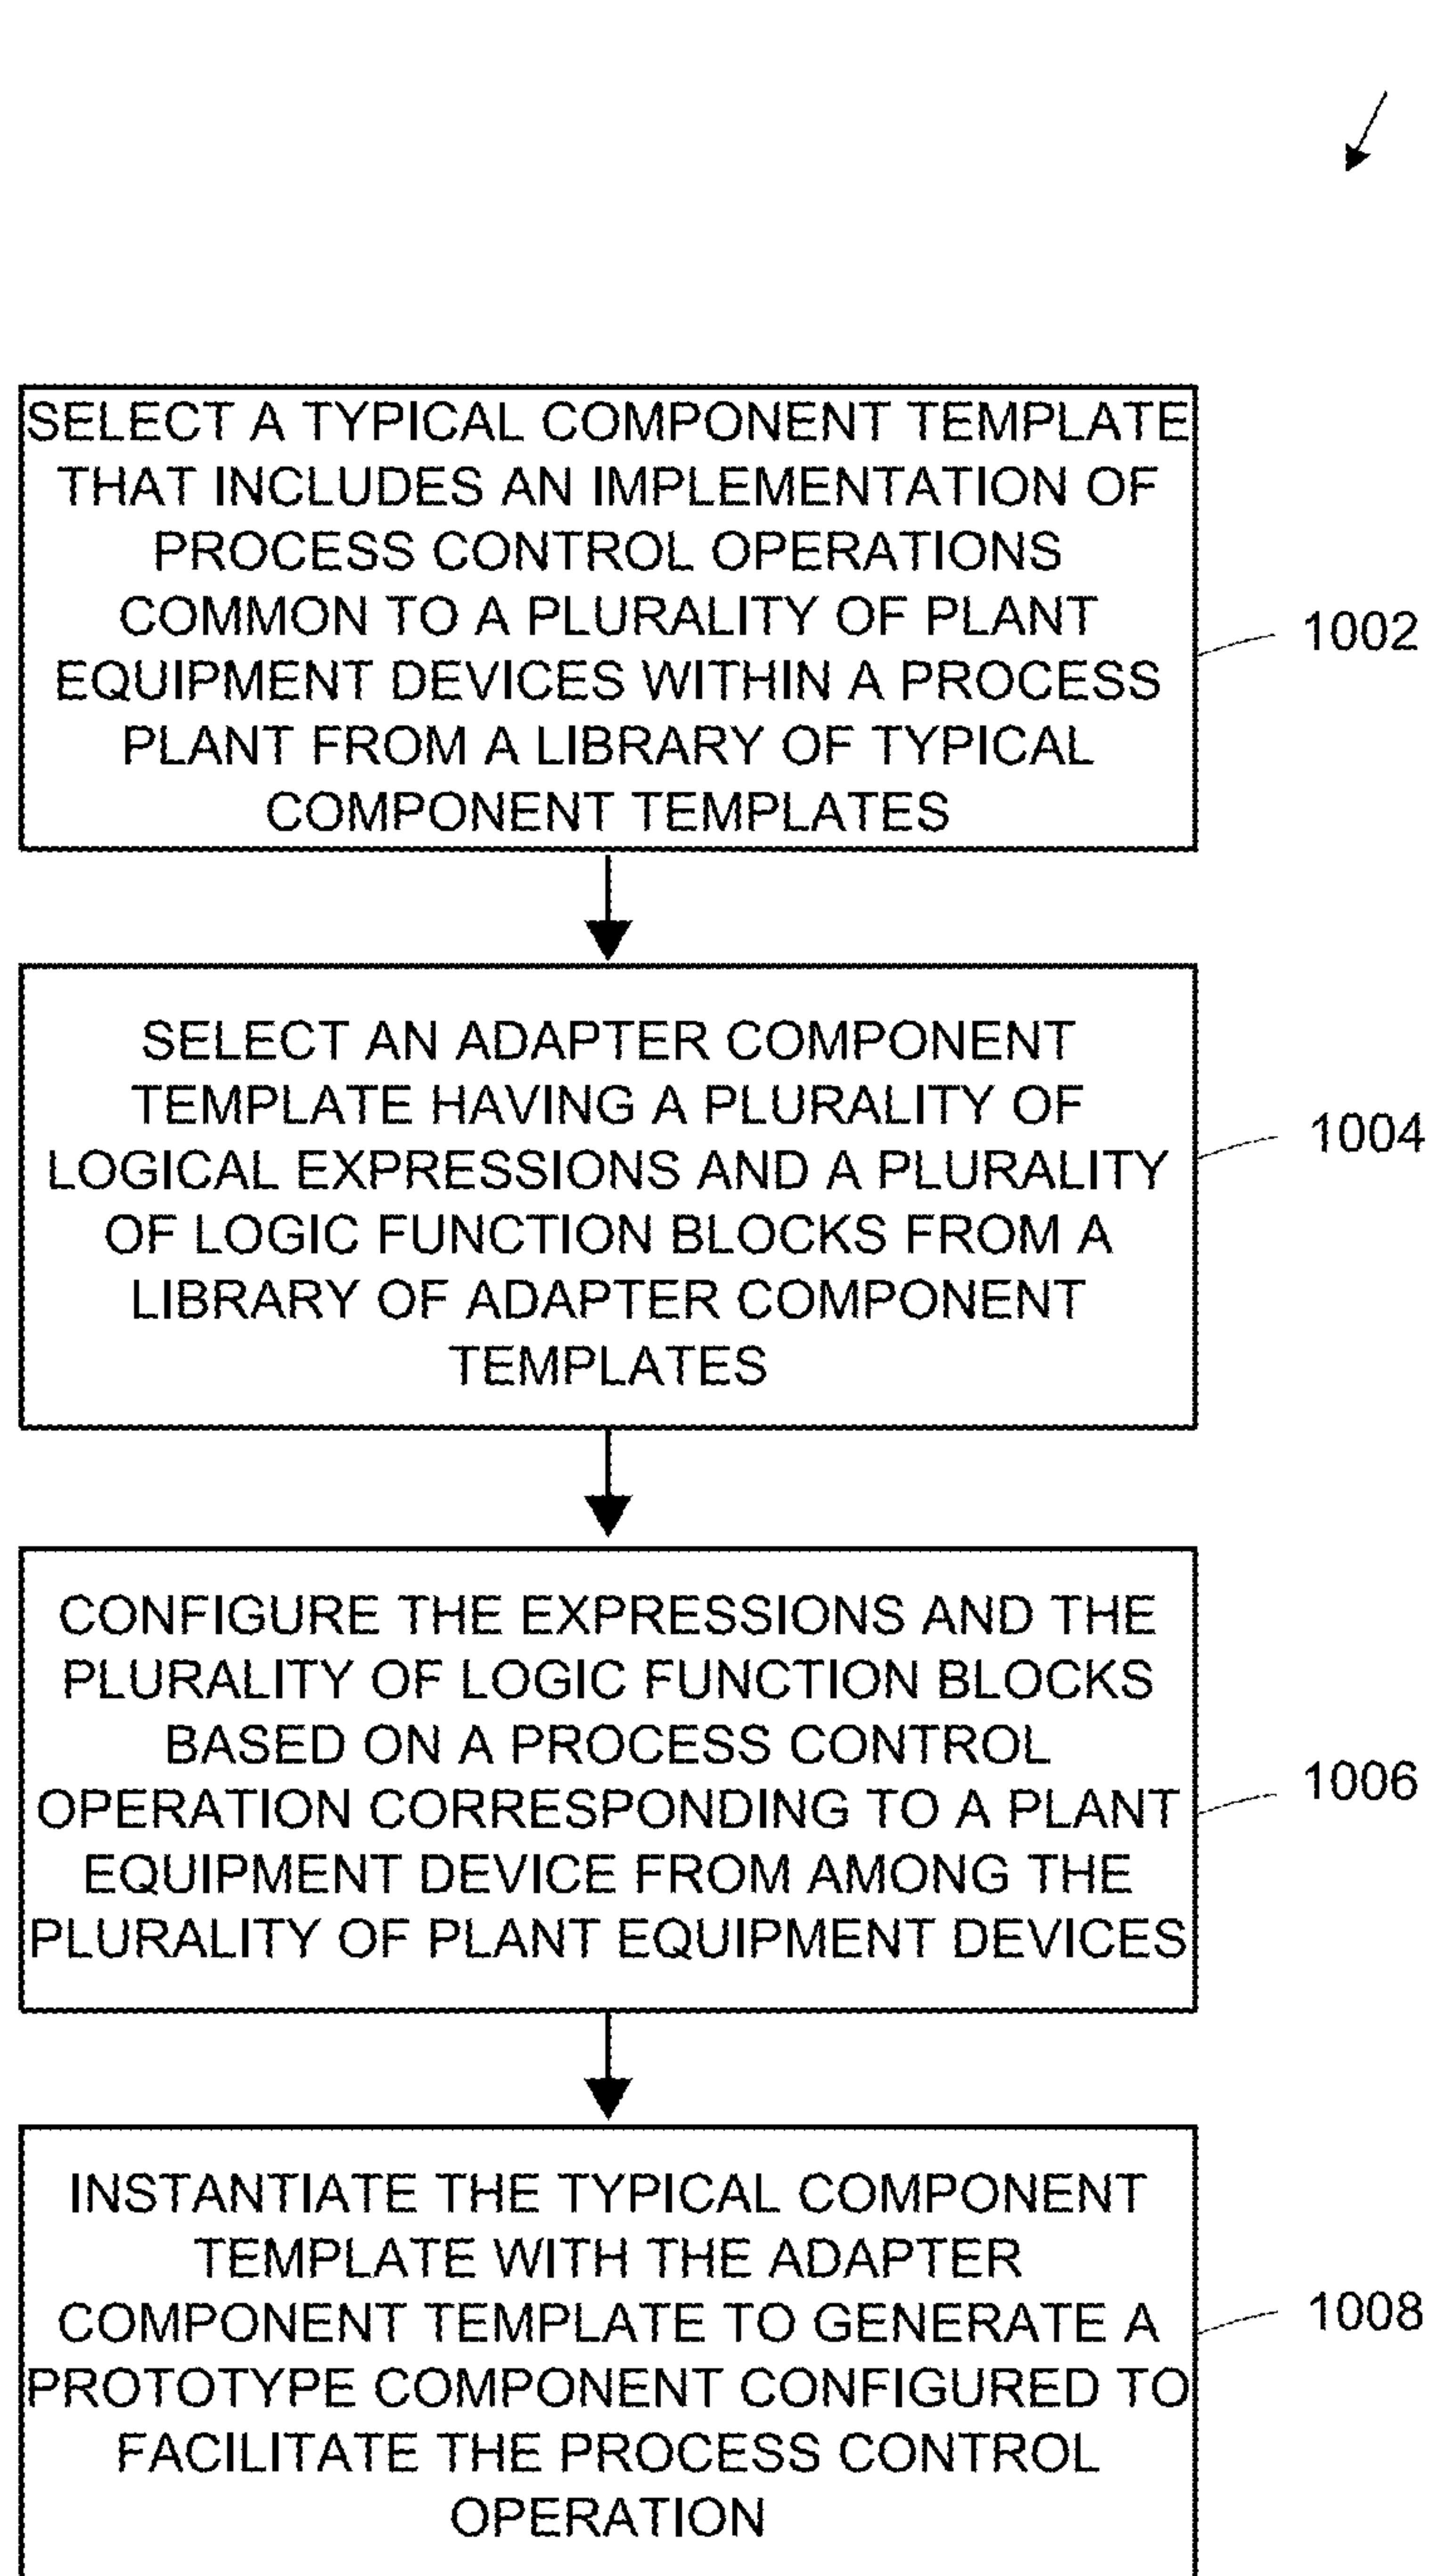 SELECT A TYPICAL COMPONENT TEMPLATE
THAT INCLUDES AN IMPLEMENTATION OF
PROCESS CONTROL OPERATIONS
COMMON TO A PLURALITY OF PLANT
EQUIPMENT DEVICES WITHIN A PROCESS
PLANT FROM A LIBRARY OF TYPICAL
COMPONENT TEMPLATES
1002
SELECT AN ADAPTER COMPONENT
TEMPLATE HAVING A PLURALITY OF
LOGICAL EXPRESSIONS AND A PLURALITY
OF LOGIC FUNCTION BLOCKS FROM A
LIBRARY OF ADAPTER COMPONENT
TEMPLATES
1004
CONFIGURE THE EXPRESSIONS AND THE
PLURALITY OF LOGIC FUNCTION BLOCKS
BASED ON A PROCESS CONTROL
OPERATION CORRESPONDING TO A PLANT
EQUIPMENT DEVICE FROM AMONG THE
PLURALITY OF PLANT EQUIPMENT DEVICES
1006
INSTANTIATE THE TYPICAL COMPONENT
TEMPLATE WITH THE ADAPTER
COMPONENT TEMPLATE TO GENERATE A
PROTOTYPE COMPONENT CONFIGURED TO
FACILITATE THE PROCESS CONTROL
OPERATION
1008